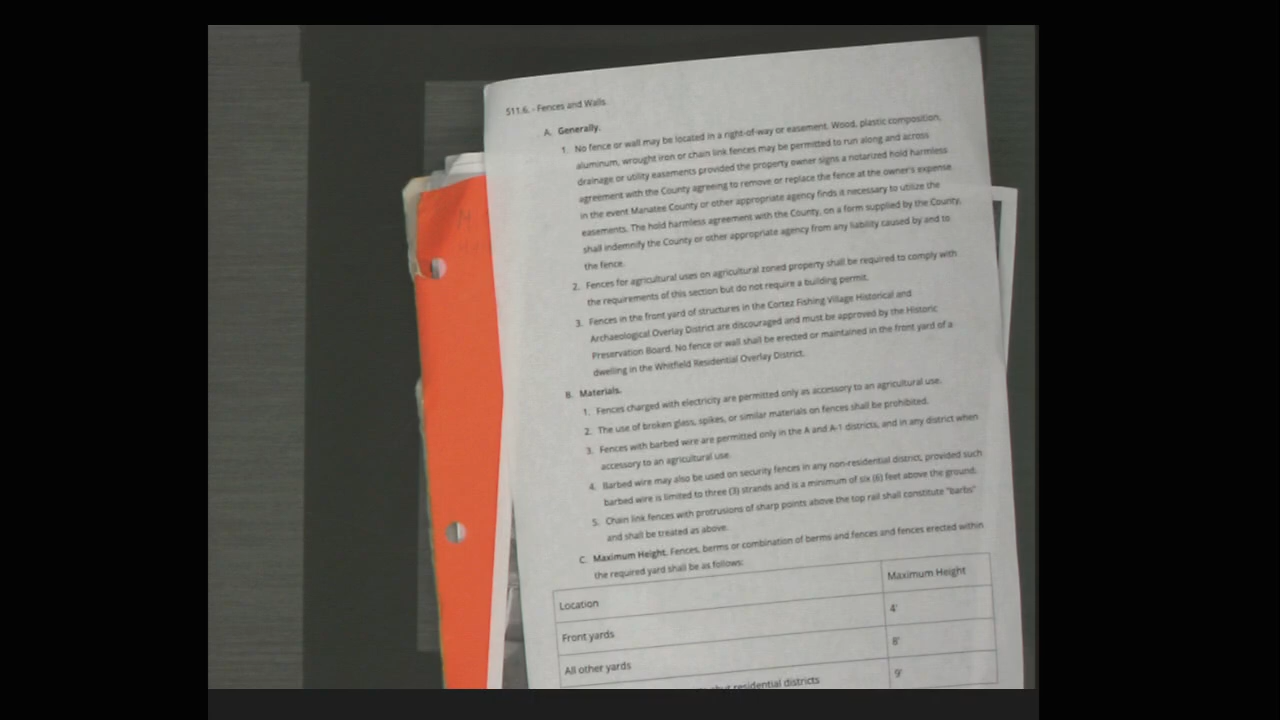 511.6. - Fences and Walls.
A. Generally.
1. No fence or wall may be located in a right-of-way or easement. Wood, plastic composition,
aluminum, wrought iron or chain link fences may be permitted to run along and across
drainage or utility easements provided the property owner signs a notarized hold harmless
agreement with the County agreeing to remove or replace the fence at the owner's expense
in the event Manatee County or other appropriate agency finds it necessary to utilize the
easements. The hold harmless agreement with the County, on a form supplied by the County,
shall indemnify the County or other appropriate agency from any liability caused by and to
the fence.
2. Fences for agricultural uses on agricultural zoned property shall be required to comply with
the requirements of this section but do not require a building permit.
3. Fences in the front yard of structures in the Cortez Fishing Village Historical and
Archaeological Overlay District are discouraged and must be approved by the Historic
Preservation Board. No fence or wall shall be erected or maintained in the front yard of a
dwelling in the Whitfield Residential Overlay District.
B. Materials.
1. Fences charged with electricity are permitted only as accessory to an agricultural use.
2. The use of broken glass, spikes, or similar materials on fences shall be prohibited.
3. Fences with barbed wire are permitted only in the A and A-1 districts, and in any district when
accessory to an agricultural use.
4. Barbed wire may also be used on security fences in any non-residential district, provided such
barbed wire is limited to three (3) strands and is a minimum of six (6) feet above the ground.
5. Chain link fences with protrusions of sharp points above the top rail shall constitute "barbs"
and shall be treated as above.
C. Maximum Height. Fences, berms or combination of berms and fences and fences erected within
the required yard shall be as follows:
Location Maximum Height
Front yards 4'
All other yards 8'
residential districts 9'